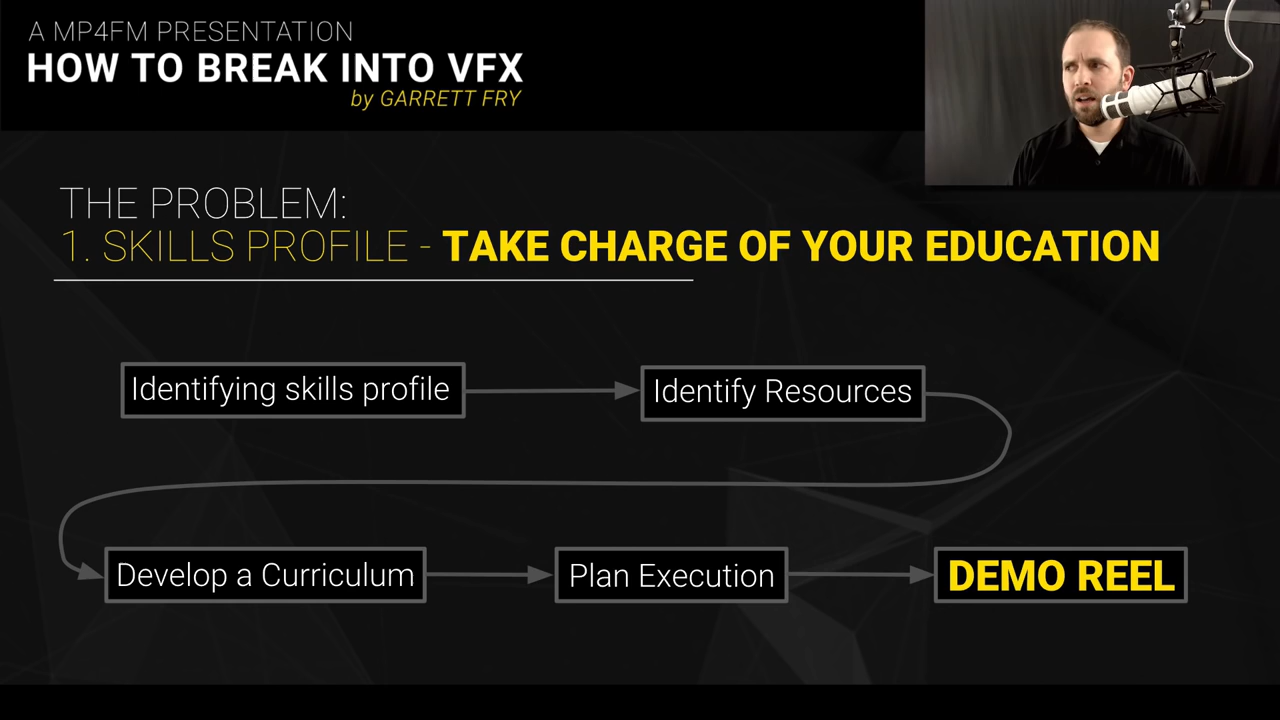 A MP4FM PRESENTATION
HOW TO BREAK INTO VFX
by GARRETT FRY
THE PROBLEM:
1. SKILLS PROFILE - TAKE CHARGE OF YOUR EDUCATION
Identifying skills profile
Identify Resources
Develop a Curriculum
Plan Execution
DEMO REEL